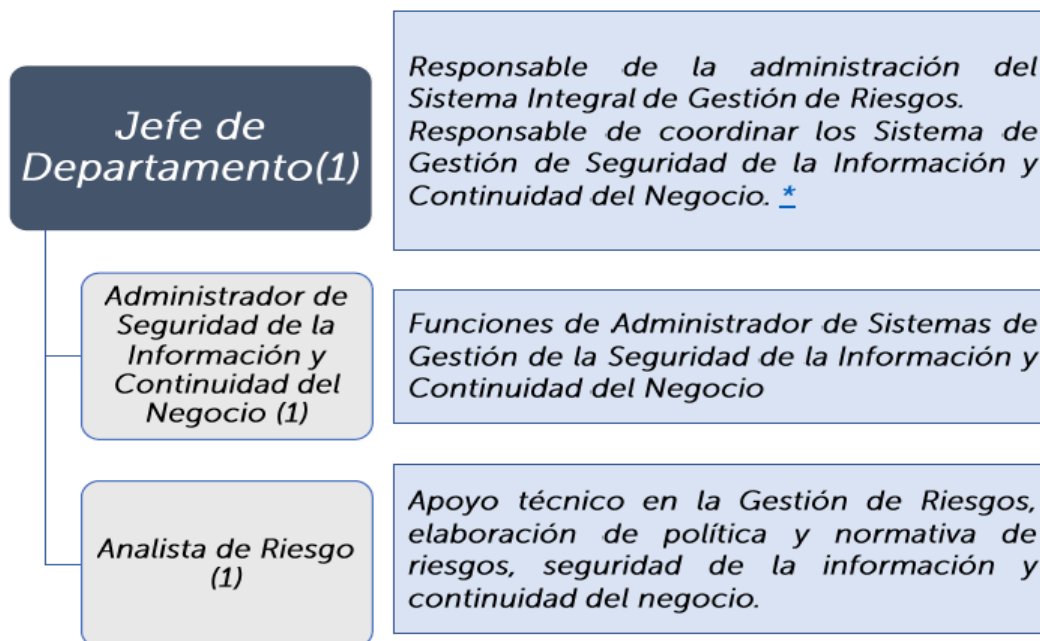 Jefe de
Departamento(1)
Responsable de la administración del
Sistema Integral de Gestión de Riesgos.
Responsable de coordinar los Sistema de
Gestión de Seguridad de la Información y
Continuidad del Negocio. *
Administrador de
Seguridad de la
Información y
Continuidad del
Negocio (1)
Funciones de Administrador de Sistemas de
Gestión de la Seguridad de la Información y
Continuidad del Negocio
Analista de Riesgo
(1)
Apoyo técnico en la Gestión de Riesgos,
elaboración de política y normativa de
riesgos, seguridad de la información y
continuidad del negocio.